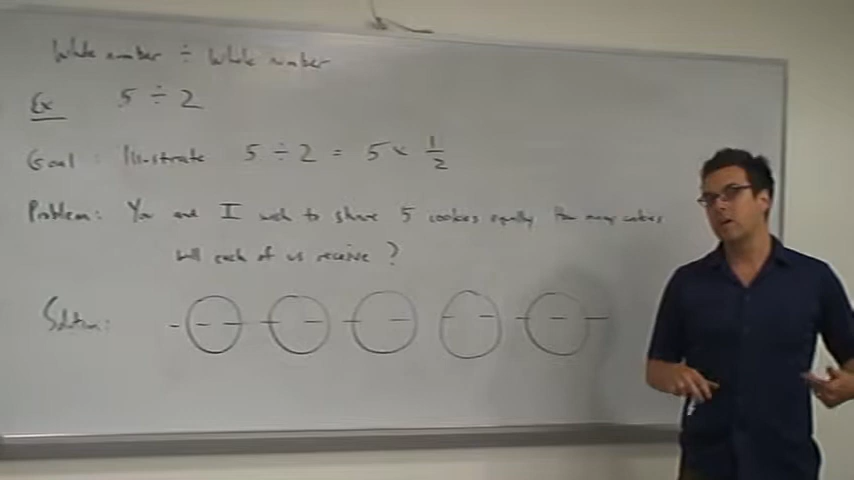 Whole number ÷ Whole number
Ex 5 ÷ 2
Goal : Illustrate 5 ÷ 2 = 5 × 1/2
Problem: You and I wish to share 5 cookies equally How many cookies
will each of us receive ?
Solution: